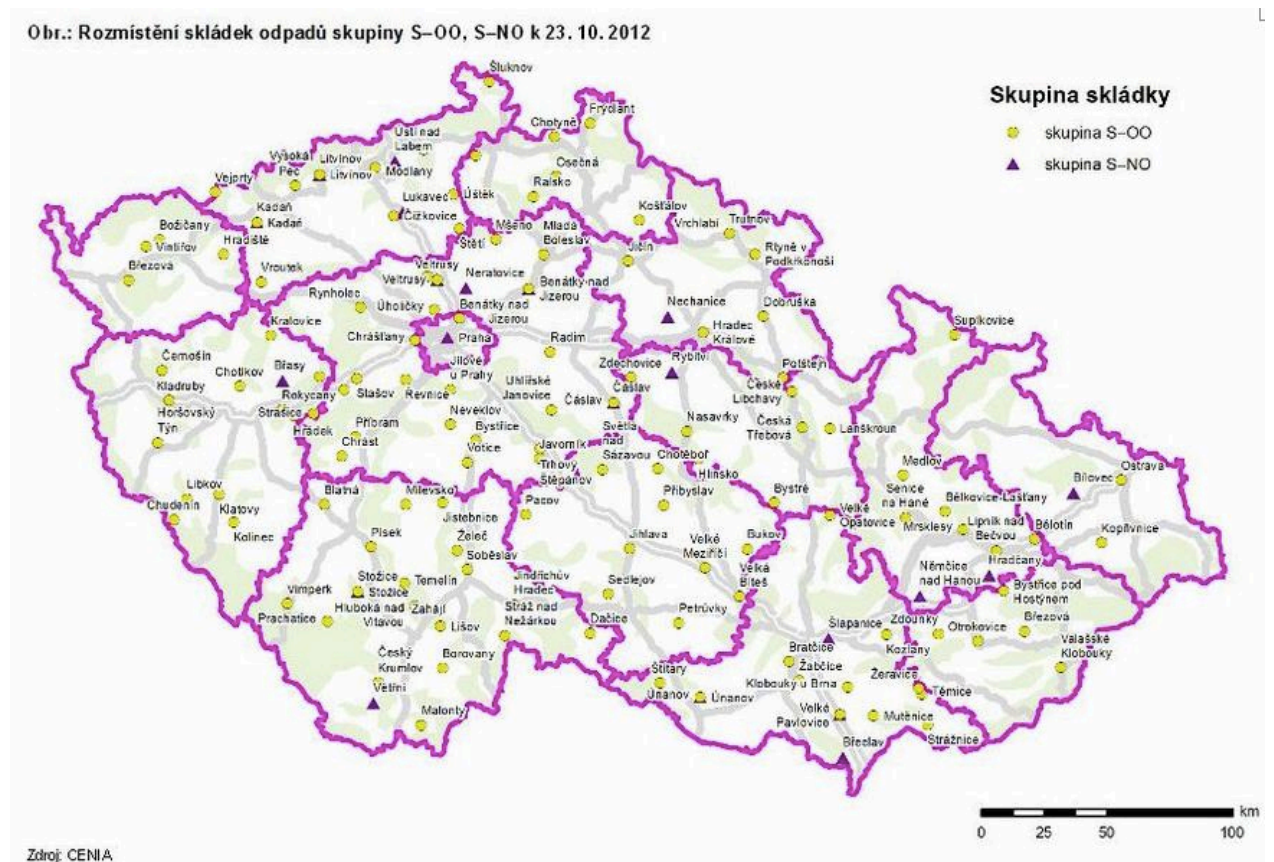 Obr.: Rozmístění skládek odpadů skupiny S–OO, S–NO k 23. 10. 2012
Skupina skládky
skupina S–OO
skupina S–NO
Šluknov
Frýdlant
Chotyně
Ústí nad
Labem
Vysoká
Pec
Litvínov
Litvínov
Modlany
Osečná
Ralsko
Vejprty
Kadaň
Kadaň
Lukavec
Čížkovice
Úštěk
Košťálov
Vrchlabí
Trutnov
Božičany
Vintířov
Hradiště
Březová
Vroutek
Štětí
Mšeno
Mladá
Boleslav
Jičín
Rtyně v
Podkrkonoší
Veltrusy
Veltrusy
Neratovice
Benátky nad
Jizerou
Rynholec
Úholičky
Benátky nad
Jizerou
Nechanice
Dobruška
Kralovice
Chrášťany
Praha
Radim
Hradec
Králové
Supíkovice
Černošín
Kladruby
Chotíkov
Břasy
Jílové
u Prahy
Zdechovice
Rybitví
Potštejn
Horšovský
Týn
Rokycany
Strašice
Stašov
Řevnice
Uhlířské
Janovice
Čáslav
Čáslav
České
Libchavy
Hrádek
Příbram
Chrást
Neveklov
Bystřice
Votice
Světlá
nad
Sázavou
Nasavrky
Česká
Třebová
Lanškroun
Javorník
Trhový
Štěpánov
Chotěboř
Hlinsko
Libkov
Chudenín
Klatovy
Kolinec
Blatná
Milevsko
Jistebnice
Pacov
Přibyslav
Bystré
Velké
Opatovice
Medlov
Senice
na Hané
Mrsklesy
Bělkovice-Lašťany
Lipník nad
Bečvou
Bělotín
Bílovec
Ostrava
Kopřivnice
Písek
Želeč
Soběslav
Jihlava
Velké
Meziříčí
Bukov
Velká
Bíteš
Hradčany
Němčice
nad Hanou
Bystřice pod
Hostýnem
Vimperk
Prachatice
Stožice
Stožice
Temelín
Zahájí
Hluboká nad
Vltavou
Lišov
Jindřichův
Hradec
Stráž nad
Nežárkou
Sedlejov
Dačice
Petrůvky
Šlapanice
Zdounky
Otrokovice
Březová
Valašské
Klobouky
Kozlany
Český
Krumlov
Větřní
Borovany
Malonty
Štítary
Únanov
Únanov
Bratčice
Žabčice
Klobouky u Brna
Žeravice
Těmice
Velké
Pavlovice
Mutěnice
Strážnice
Břeclav
km
0
25
50
100
Zdroj: CENIA